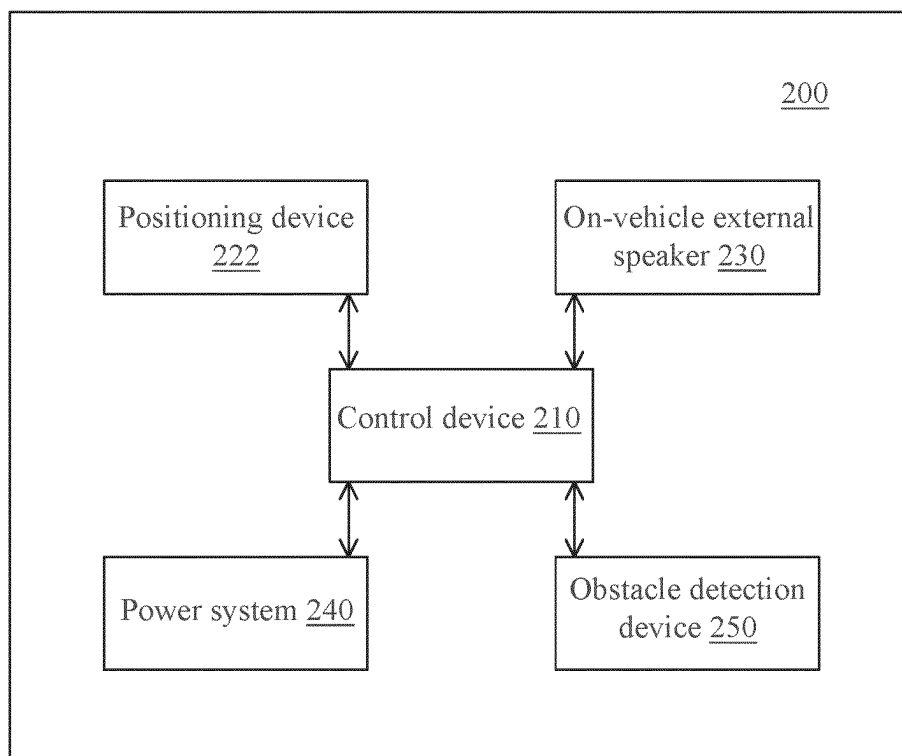 200
Positioning device
222
On-vehicle external
speaker 230
Control device 210
Power system 240
Obstacle detection
device 250